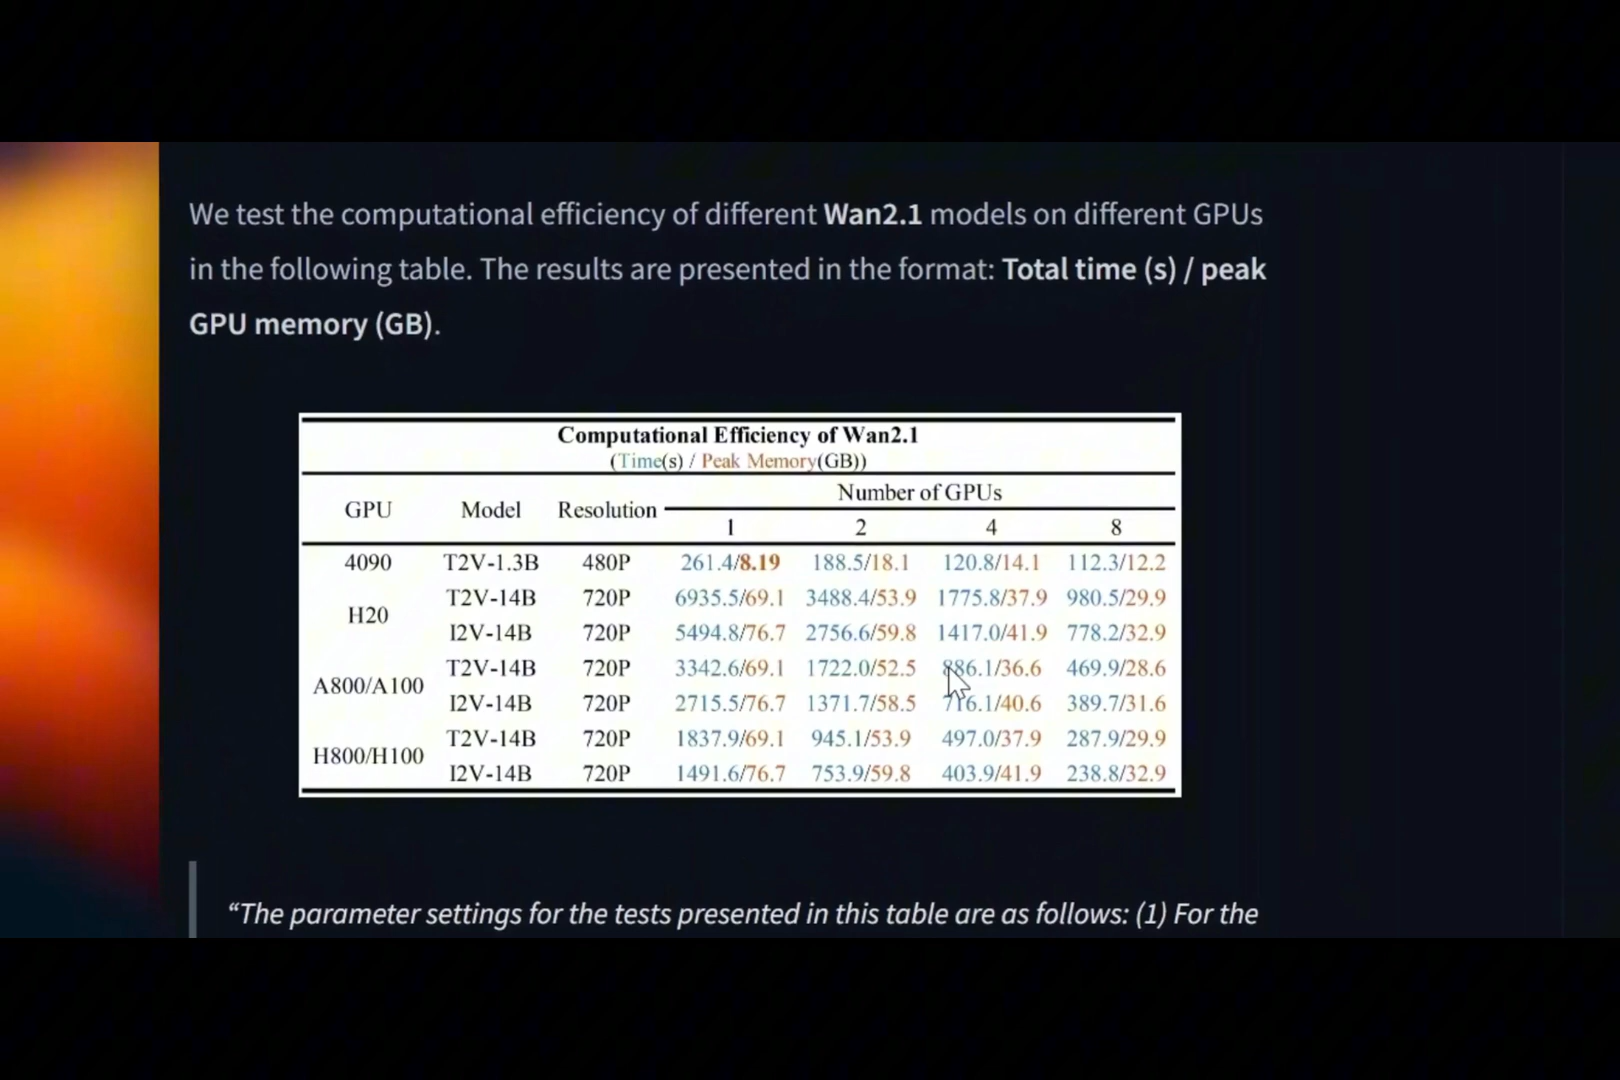 We test the computational efficiency of different Wan2.1 models on different GPUs
in the following table. The results are presented in the format: Total time (s) / peak
GPU memory (GB).
Computational Efficiency of Wan2.1
(Time(s) / Peak Memory(GB))
GPU Model Resolution Number of GPUs
1 2 4 8
4090 T2V-1.3B 480P 261.4/8.19 188.5/18.1 120.8/14.1 112.3/12.2
H20 T2V-14B 720P 6935.5/69.1 3488.4/53.9 1775.8/37.9 980.5/29.9
I2V-14B 720P 5494.8/76.7 2756.6/59.8 1417.0/41.9 778.2/32.9
A800/A100 T2V-14B 720P 3342.6/69.1 1722.0/52.5 886.1/36.6 469.9/28.6
I2V-14B 720P 2715.5/76.7 1371.7/58.5 716.1/40.6 389.7/31.6
H800/H100 T2V-14B 720P 1837.9/69.1 945.1/53.9 497.0/37.9 287.9/29.9
I2V-14B 720P 1491.6/76.7 753.9/59.8 403.9/41.9 238.8/32.9
“The parameter settings for the tests presented in this table are as follows: (1) For the